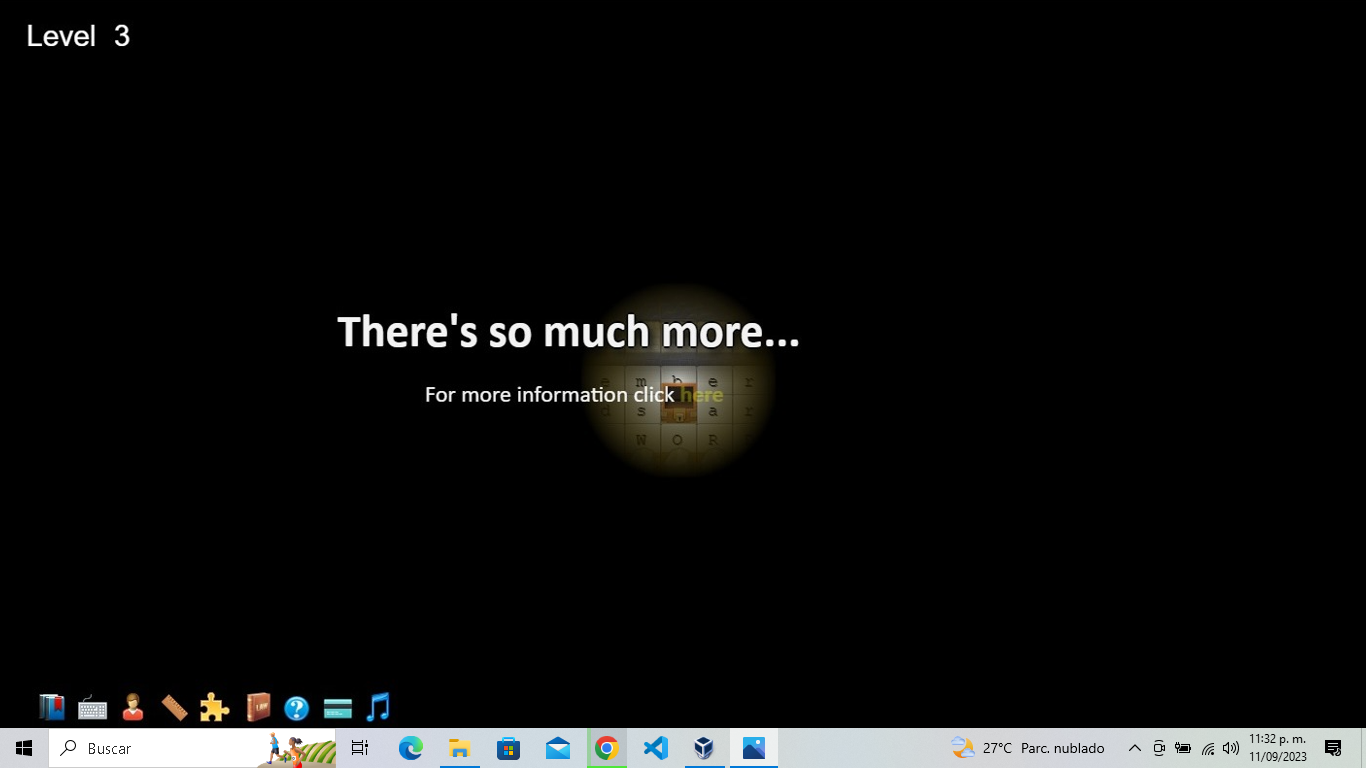 Level 3
There's so much more...
For more information click here
m b e r
s a r
W O R
LAW
Buscar
27°C Parc. nublado
11:32 p. m.
11/09/2023